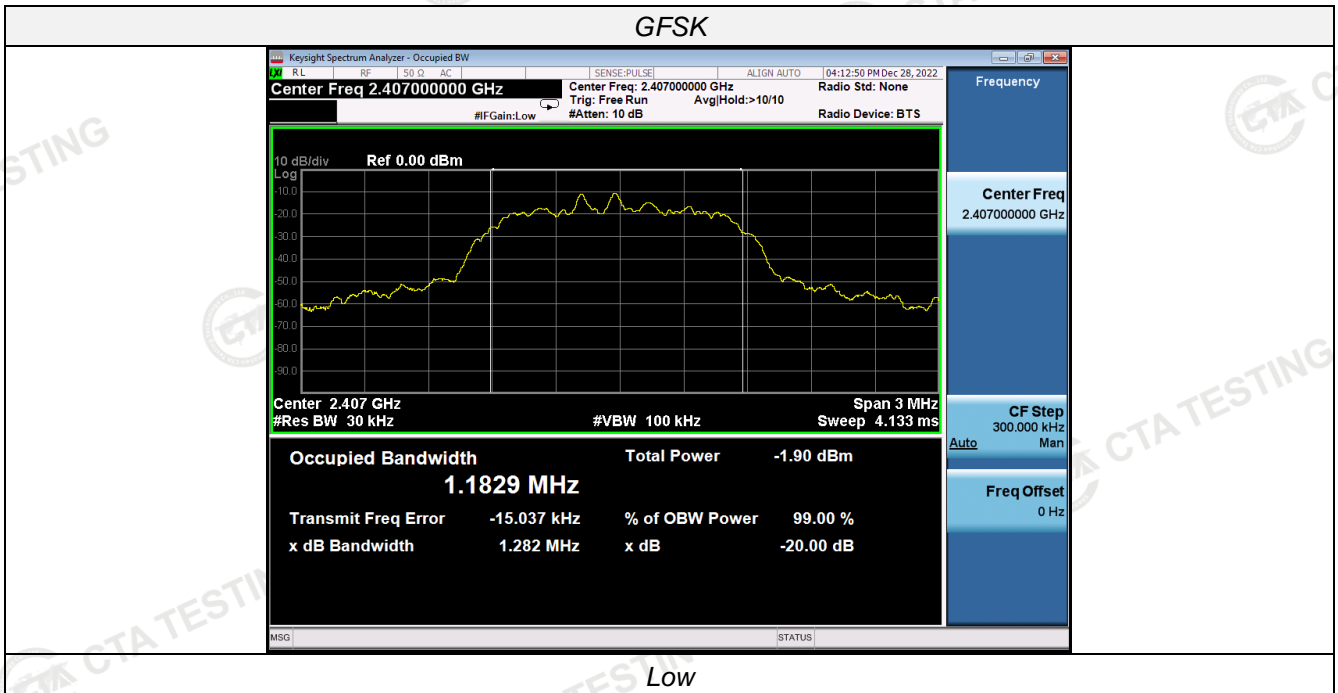 GFSK
Keysight Spectrum Analyzer - Occupied BW
LXI RL RF 50 Ω AC SENSE:PULSE ALIGN AUTO 04:12:50 PM Dec 28, 2022
Center Freq 2.407000000 GHz
Center Freq: 2.407000000 GHz
Radio Std: None
Trig: Free Run Avg|Hold:>10/10
#IFGain:Low
#Atten: 10 dB
Radio Device: BTS
Frequency
10 dB/div Ref 0.00 dBm
Log
-10.0
-20.0
-30.0
-40.0
-50.0
-60.0
-70.0
-80.0
-90.0
Center 2.407 GHz Span 3 MHz
#Res BW 30 kHz #VBW 100 kHz Sweep 4.133 ms
Center Freq
2.407000000 GHz
CF Step
300.000 kHz
Auto Man
Freq Offset
0 Hz
Occupied Bandwidth Total Power -1.90 dBm
1.1829 MHz
Transmit Freq Error -15.037 kHz % of OBW Power 99.00 %
x dB Bandwidth 1.282 MHz x dB -20.00 dB
MSG STATUS
Low
STING
CTA
CTA
CTA TESTING
CTA TESTIN
ESTIN